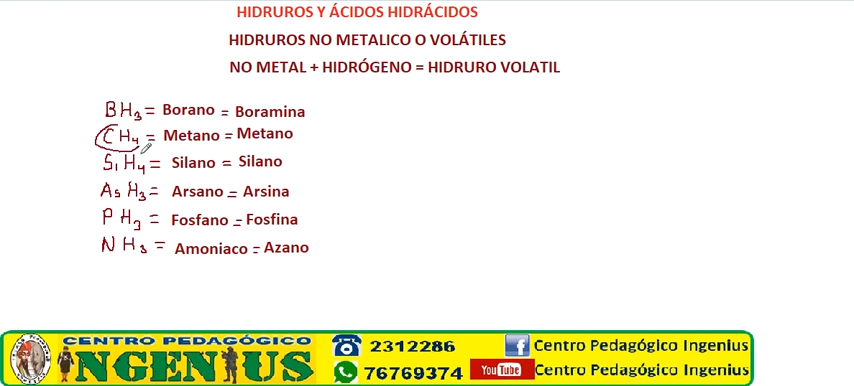 HIDRUROS Y ÁCIDOS HIDRÁCIDOS
HIDRUROS NO METALICO O VOLÁTILES
NO METAL + HIDRÓGENO = HIDRURO VOLATIL
BH3 = Borano = Boramina
CH4 = Metano = Metano
SiH4 = Silano = Silano
AsH3 = Arsano = Arsina
PH3 = Fosfano = Fosfina
NH3 = Amoniaco = Azano
CENTRO PEDAGÓGICO
INGENIUS
2312286
76769374
f Centro Pedagógico Ingenius
YouTube Centro Pedagógico Ingenius